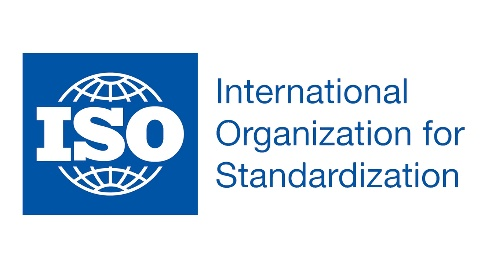 ISO
International
Organization for
Standardization